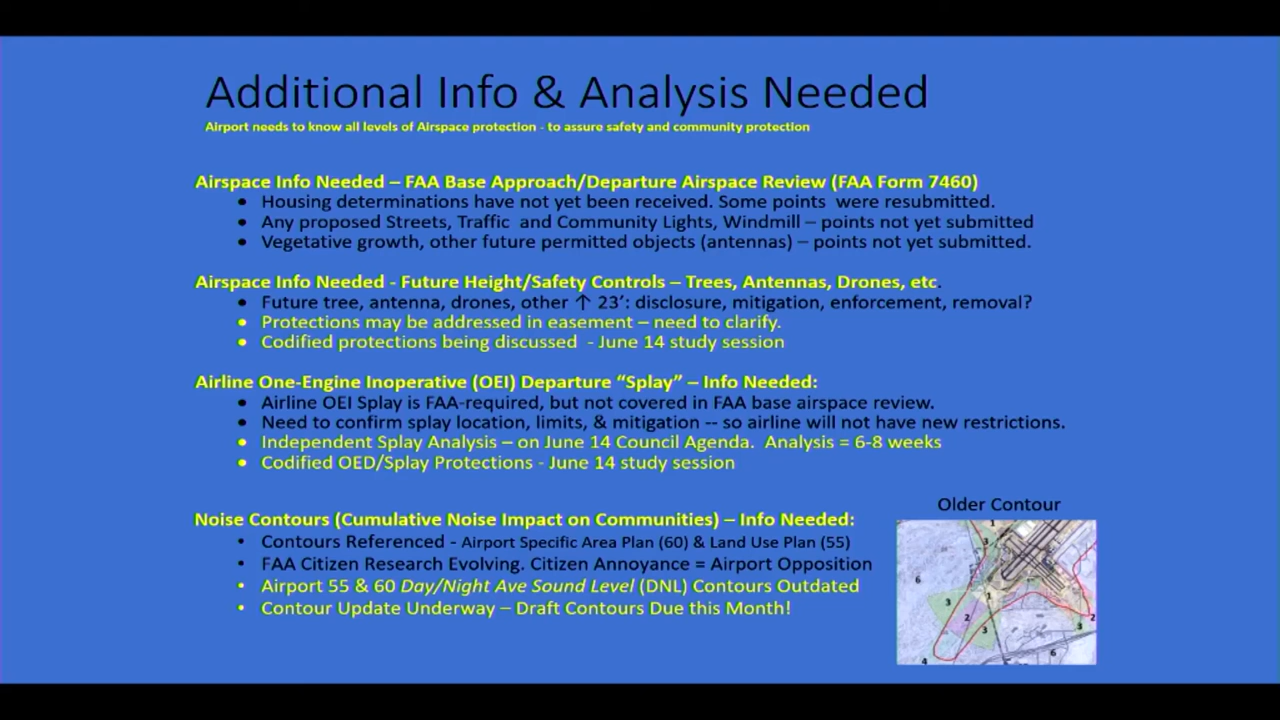 Additional Info & Analysis Needed
Airport needs to know all levels of Airspace protection - to assure safety and community protection
Airspace Info Needed – FAA Base Approach/Departure Airspace Review (FAA Form 7460)
• Housing determinations have not yet been received. Some points were resubmitted.
• Any proposed Streets, Traffic and Community Lights, Windmill – points not yet submitted
• Vegetative growth, other future permitted objects (antennas) – points not yet submitted.
Airspace Info Needed - Future Height/Safety Controls – Trees, Antennas, Drones, etc.
• Future tree, antenna, drones, other ↑ 23’: disclosure, mitigation, enforcement, removal?
• Protections may be addressed in easement – need to clarify.
• Codified protections being discussed - June 14 study session
Airline One-Engine Inoperative (OEI) Departure “Splay” – Info Needed:
• Airline OEI Splay is FAA-required, but not covered in FAA base airspace review.
• Need to confirm splay location, limits, & mitigation -- so airline will not have new restrictions.
• Independent Splay Analysis – on June 14 Council Agenda. Analysis = 6-8 weeks
• Codified OED/Splay Protections - June 14 study session
Older Contour
Noise Contours (Cumulative Noise Impact on Communities) – Info Needed:
• Contours Referenced - Airport Specific Area Plan (60) & Land Use Plan (55)
• FAA Citizen Research Evolving. Citizen Annoyance = Airport Opposition
• Airport 55 & 60 Day/Night Ave Sound Level (DNL) Contours Outdated
• Contour Update Underway – Draft Contours Due this Month!
1
3
6
1
3
2
2
3
3
6
4